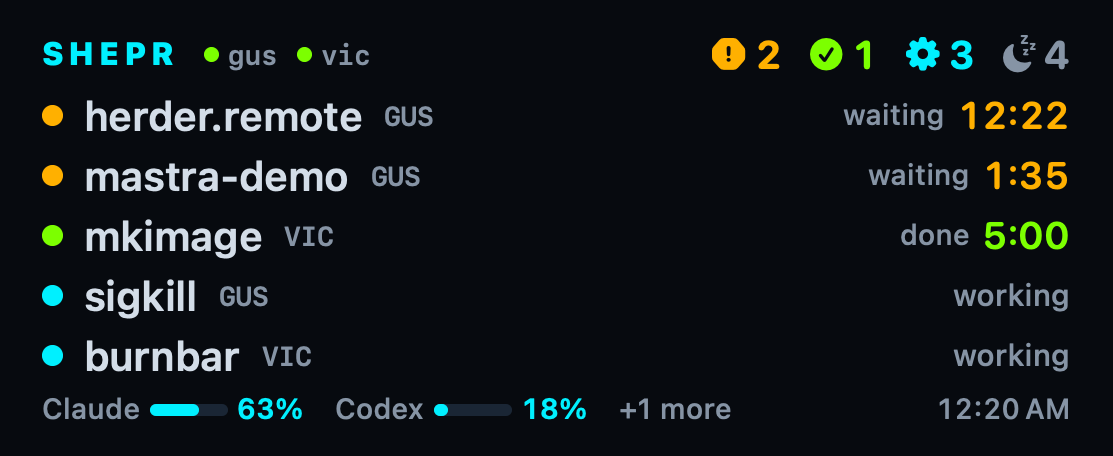 SHEPR gus vic 2 1 3 4
herder.remote GUS waiting 12:22
mastra-demo GUS waiting 1:35
mkimage VIC done 5:00
sigkill GUS working
burnbar VIC working
Claude 63% Codex 18% +1 more 12:20 AM